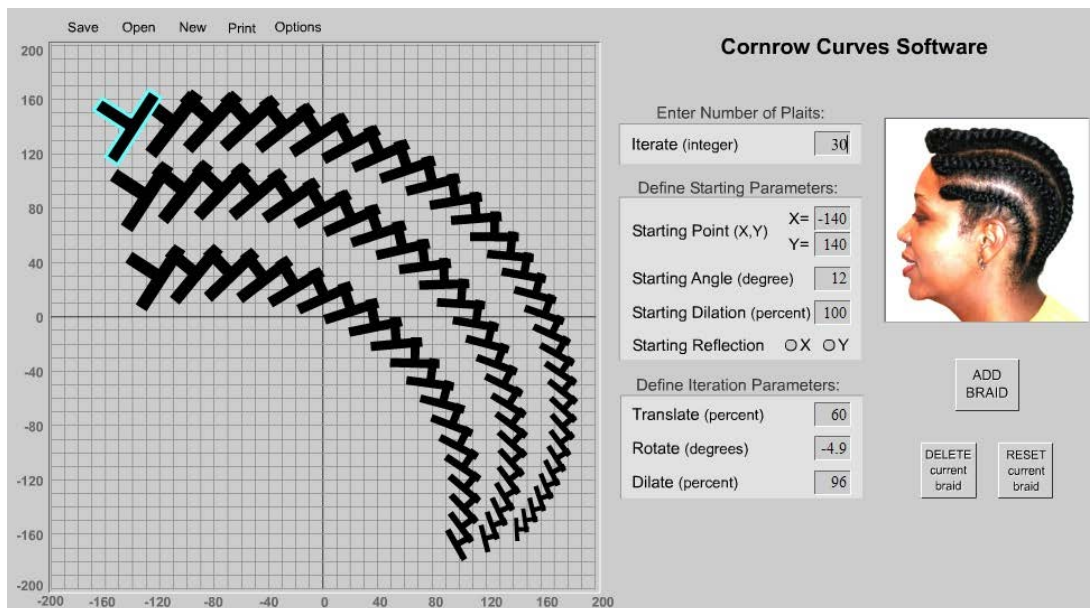 Save Open New Print Options
Cornrow Curves Software
200
160
120
80
40
0
-40
-80
-120
-160
-200
-200 -160 -120 -80 -40 0 40 80 120 160 200
Enter Number of Plaits:
Iterate (integer) 30
Define Starting Parameters:
Starting Point (X,Y) X= -140
Y= 140
Starting Angle (degree) 12
Starting Dilation (percent) 100
Starting Reflection X Y
Define Iteration Parameters:
Translate (percent) 60
Rotate (degrees) -4.9
Dilate (percent) 96
ADD
BRAID
DELETE
current
braid
RESET
current
braid